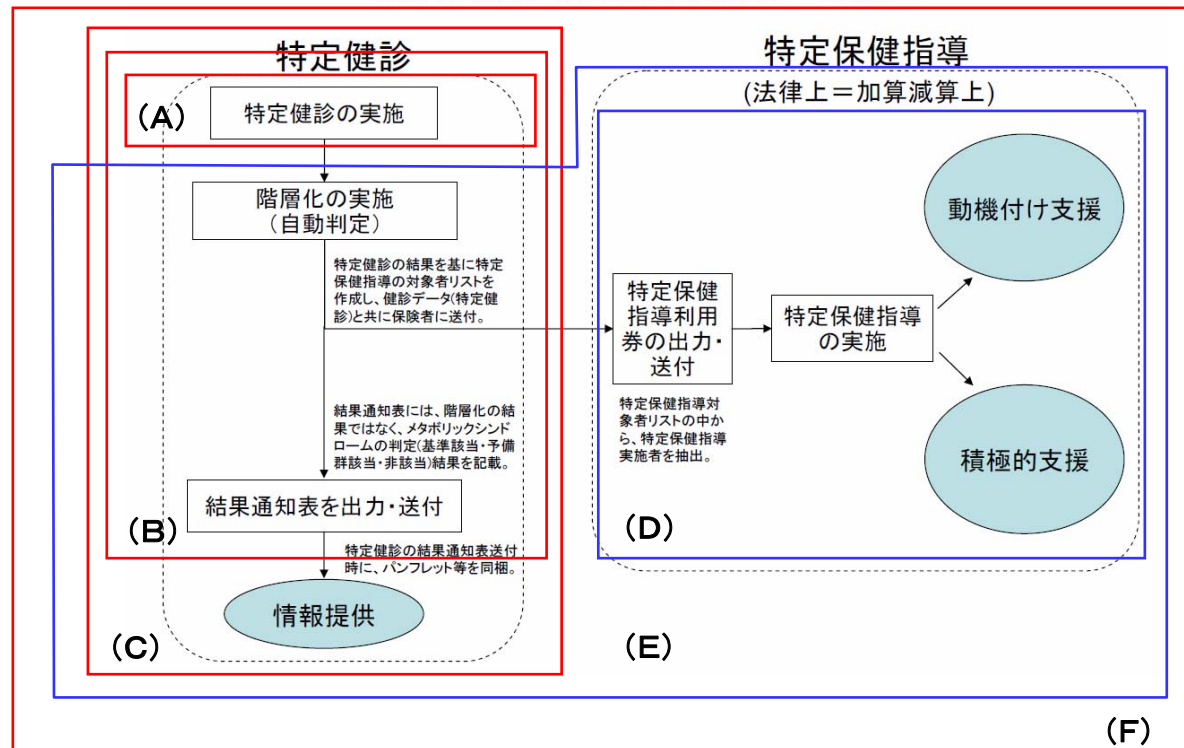 特定健診
(A)
特定健診の実施
階層化の実施
(自動判定)
特定健診の結果を基に特定
保健指導の対象者リストを
作成し、健診データ(特定健
診)と共に保険者に送付。
結果通知表には、階層化の結
果ではなく、メタボリックシンド
ロームの判定(基準該当・予備
群該当・非該当)結果を記載。
結果通知表を出力・送付
(B)
特定健診の結果通知表送付
時に、パンフレット等を同梱。
情報提供
(C)
特定保健指導
(法律上=加算減算上)
動機付け支援
特定保健
指導利用
券の出力・
送付
特定保健指導
の実施
特定保健指導対
象者リストの中か
ら、特定保健指導
実施者を抽出。
積極的支援
(D)
(E)
(F)